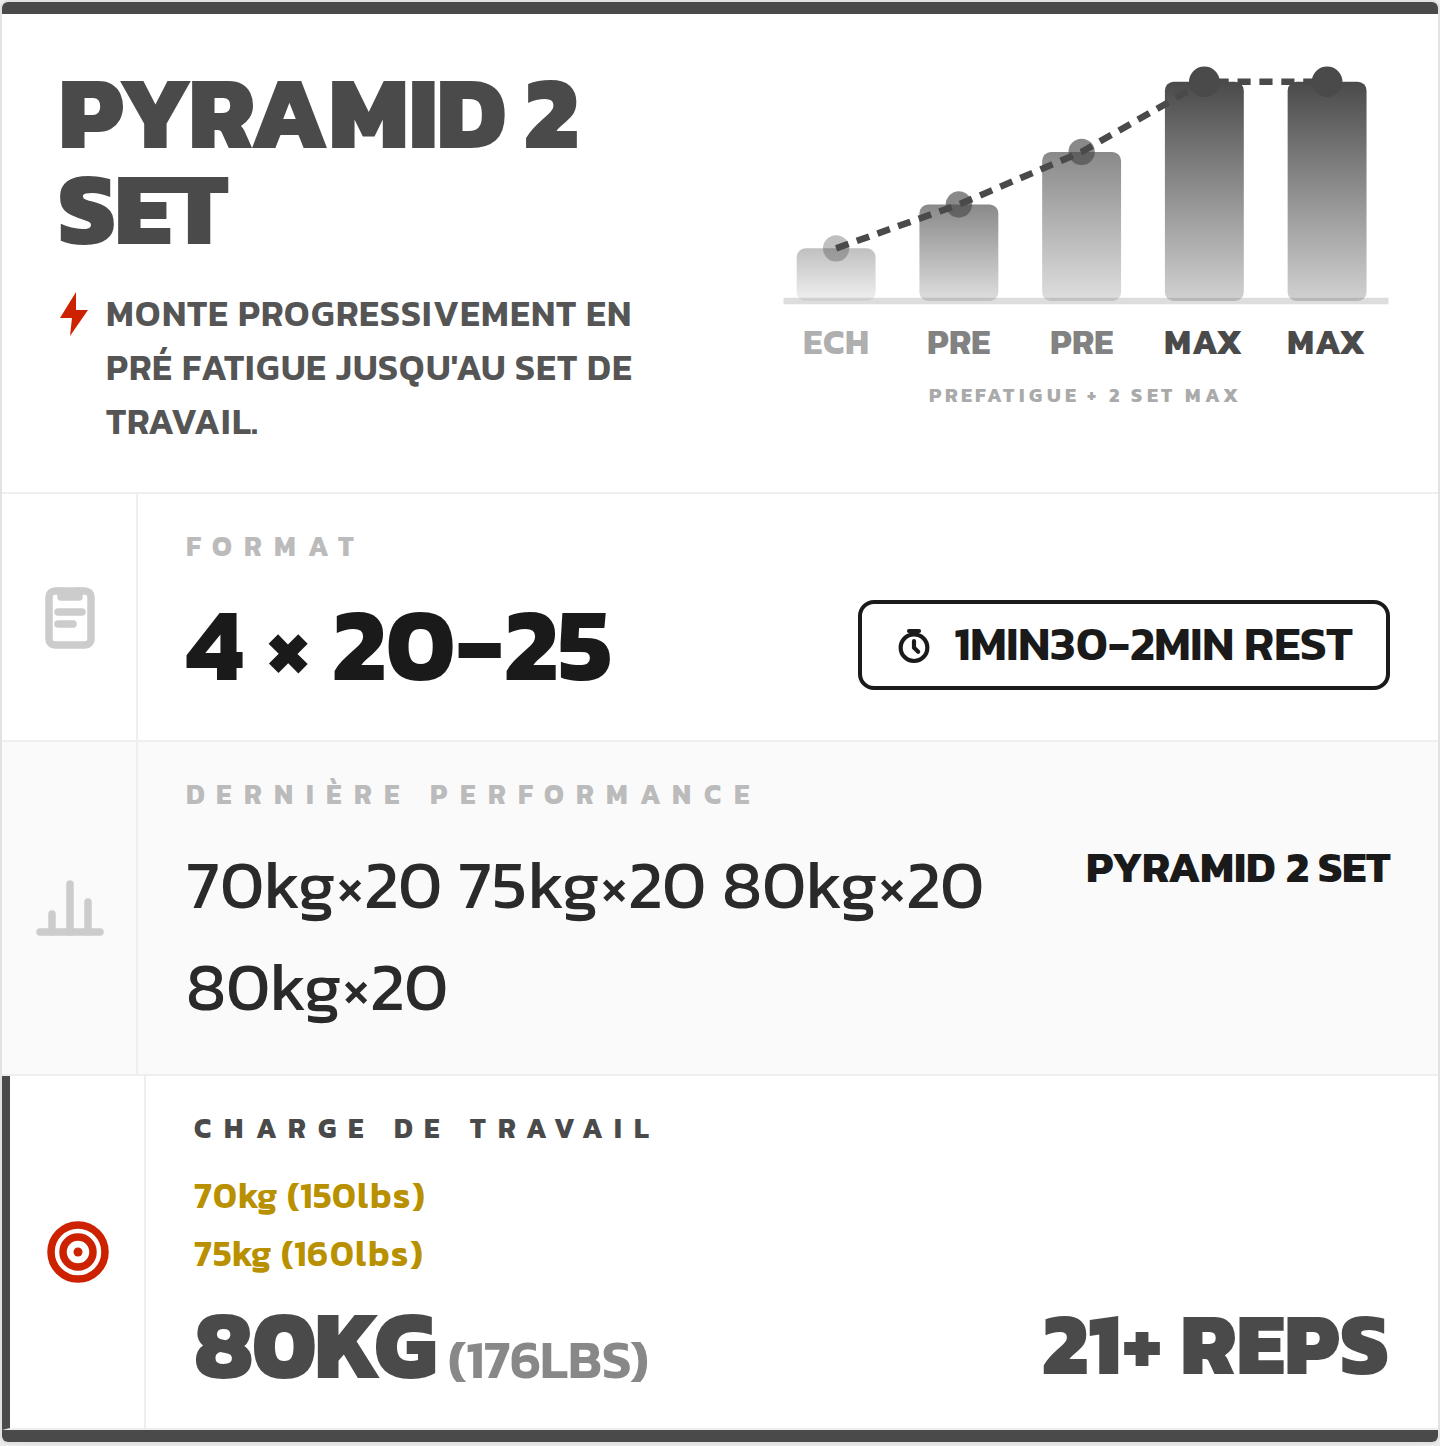 PYRAMID 2
SET
MONTE PROGRESSIVEMENT EN
PRÉ FATIGUE JUSQU'AU SET DE
TRAVAIL.
ECH PRE PRE MAX MAX
PREFATIGUE + 2 SET MAX
FORMAT
4 × 20–25
1MIN30–2MIN REST
DERNIÈRE PERFORMANCE
70kg×20 75kg×20 80kg×20
80kg×20
PYRAMID 2 SET
CHARGE DE TRAVAIL
70kg (150lbs)
75kg (160lbs)
80KG (176LBS)
21+ REPS